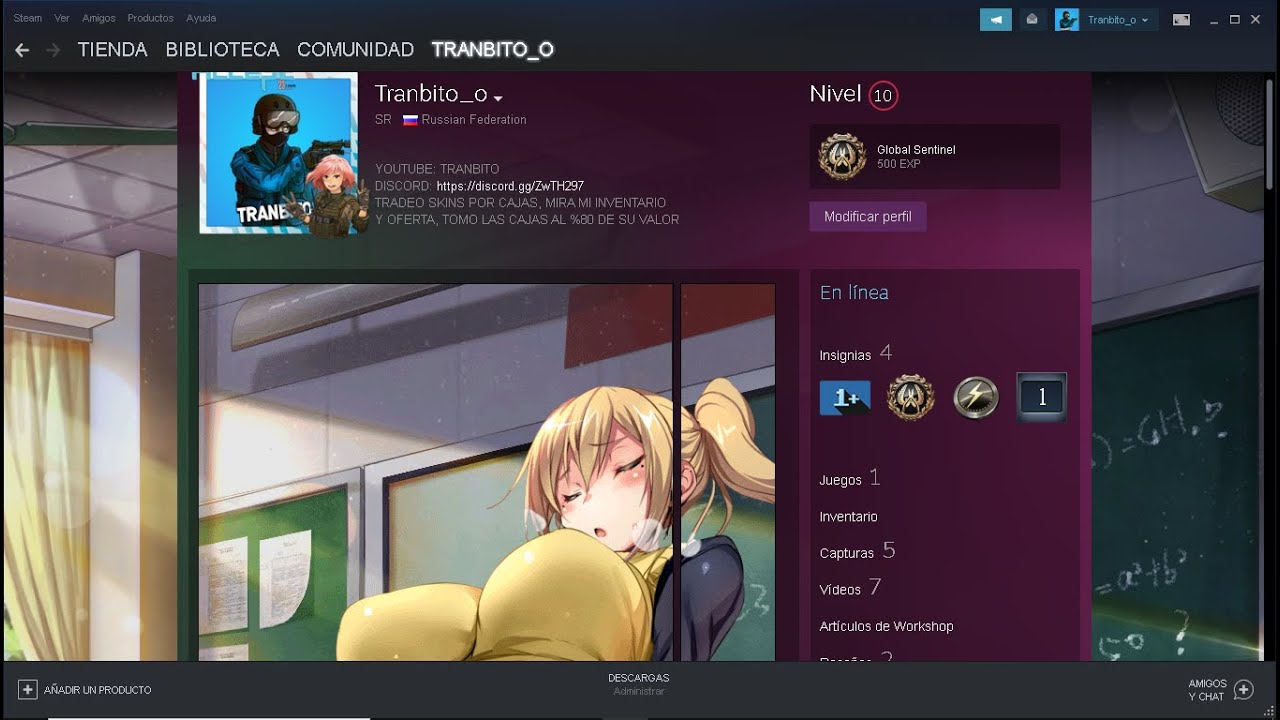 Steam Ver Amigos Productos Ayuda
Tranbito_o
TIENDA BIBLIOTECA COMUNIDAD TRANBITO_O
Tranbito_o
SR Russian Federation
TRANBITO
YOUTUBE: TRANBITO
DISCORD: https://discord.gg/ZwTH297
TRADEO SKINS POR CAJAS, MIRA MI INVENTARIO
Y OFERTA, TOMO LAS CAJAS AL %80 DE SU VALOR
Nivel 10
Global Sentinel
500 EXP
Modificar perfil
En línea
Insignias 4
1+
1
Juegos 1
Inventario
Capturas 5
Vídeos 7
Artículos de Workshop
AÑADIR UN PRODUCTO
DESCARGAS
Administrar
AMIGOS
Y CHAT